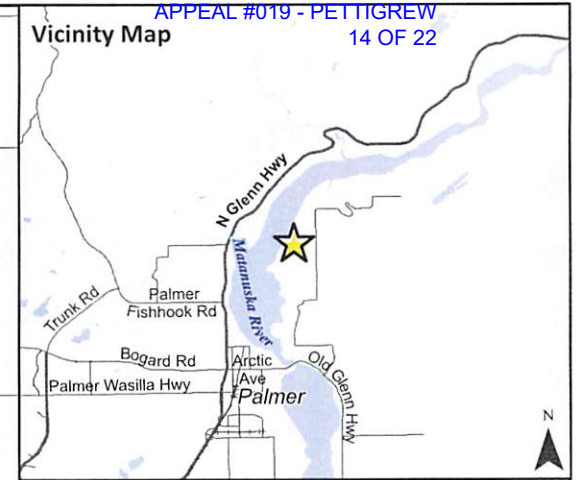 APPEAL #019 - PETTIGREW
14 OF 22
Vicinity Map
N Glenn Hwy
Matanuska River
Trunk Rd
Palmer
Fishhook Rd
Bogard Rd
Arctic
Ave
Old Glenn Hwy
Palmer Wasilla Hwy
Palmer
N